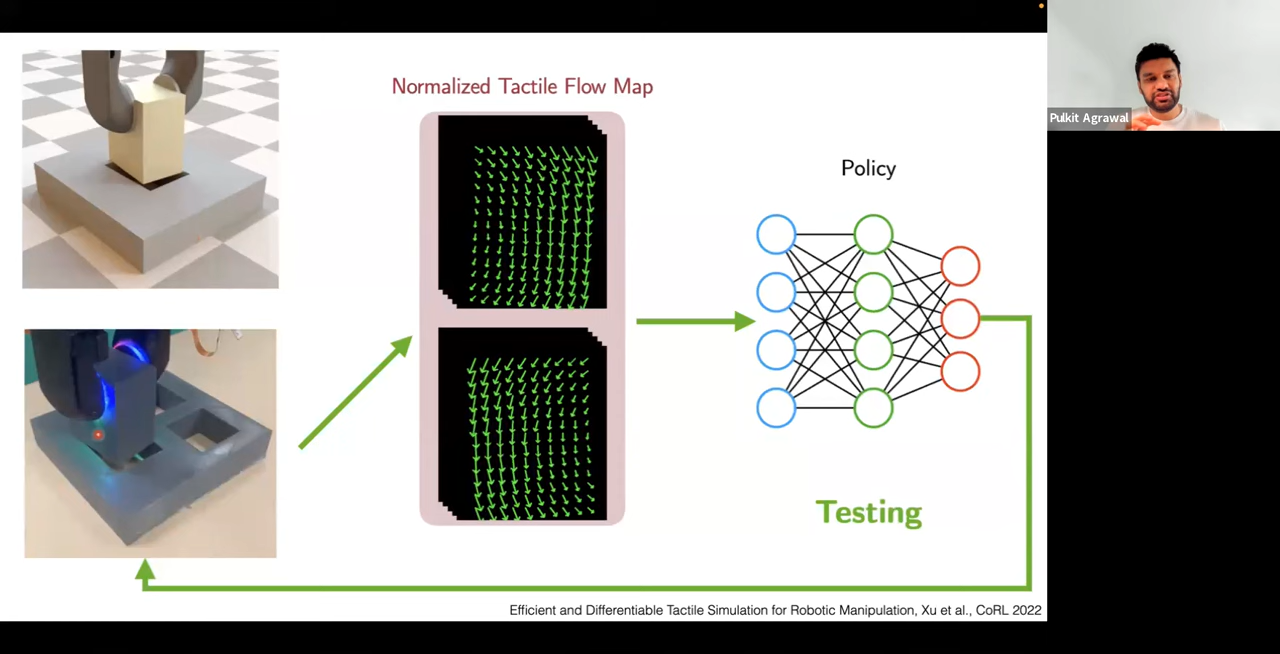 Normalized Tactile Flow Map
Policy
Testing
Efficient and Differentiable Tactile Simulation for Robotic Manipulation, Xu et al., CoRL 2022
Pulkit Agrawal